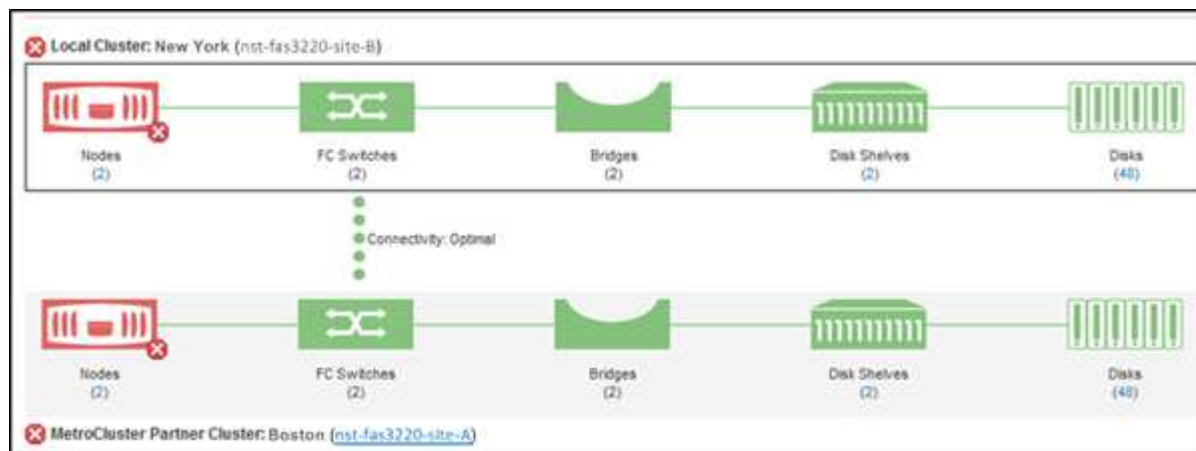 Local Cluster: New York (nst-fas3220-site-B)
Nodes FC Switches Bridges Disk Shelves Disks
(2) (2) (2) (2) (48)
Connectivity: Optimal
Nodes FC Switches Bridges Disk Shelves Disks
(2) (2) (2) (2) (48)
MetroCluster Partner Cluster: Boston (nst-fas3220-site-A)